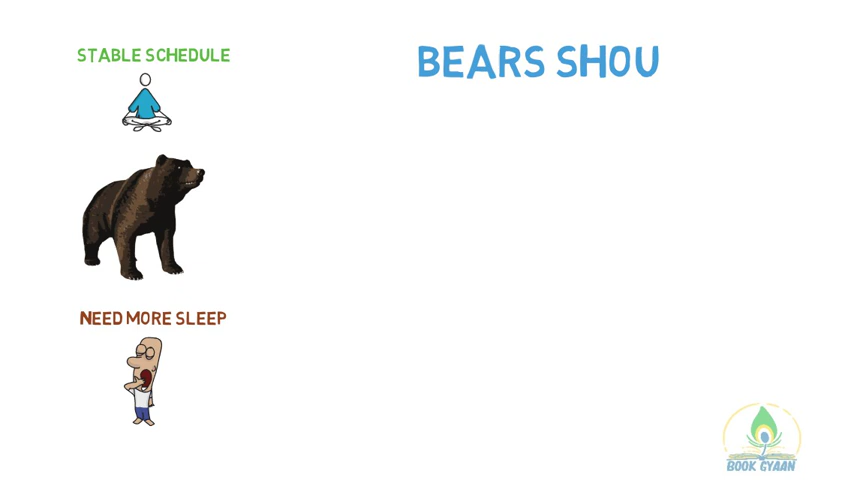 STABLE SCHEDULE
BEARS SHOU
NEED MORE SLEEP
BOOK GYAAN